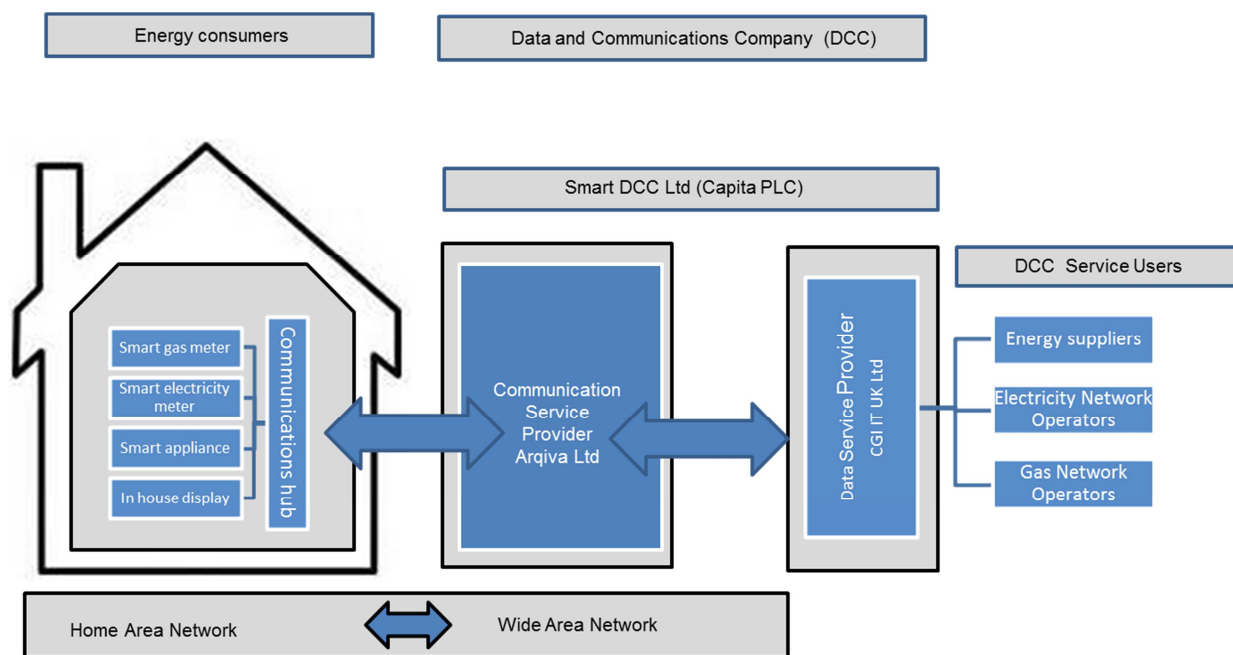 Energy consumers
Data and Communications Company (DCC)
Smart DCC Ltd (Capita PLC)
DCC Service Users
Smart gas meter
Smart electricity
meter
Smart appliance
In house display
Communications hub
Communication
Service
Provider
Arqiva Ltd
Data Service Provider
CGI IT UK Ltd
Energy suppliers
Electricity Network
Operators
Gas Network
Operators
Home Area Network
Wide Area Network